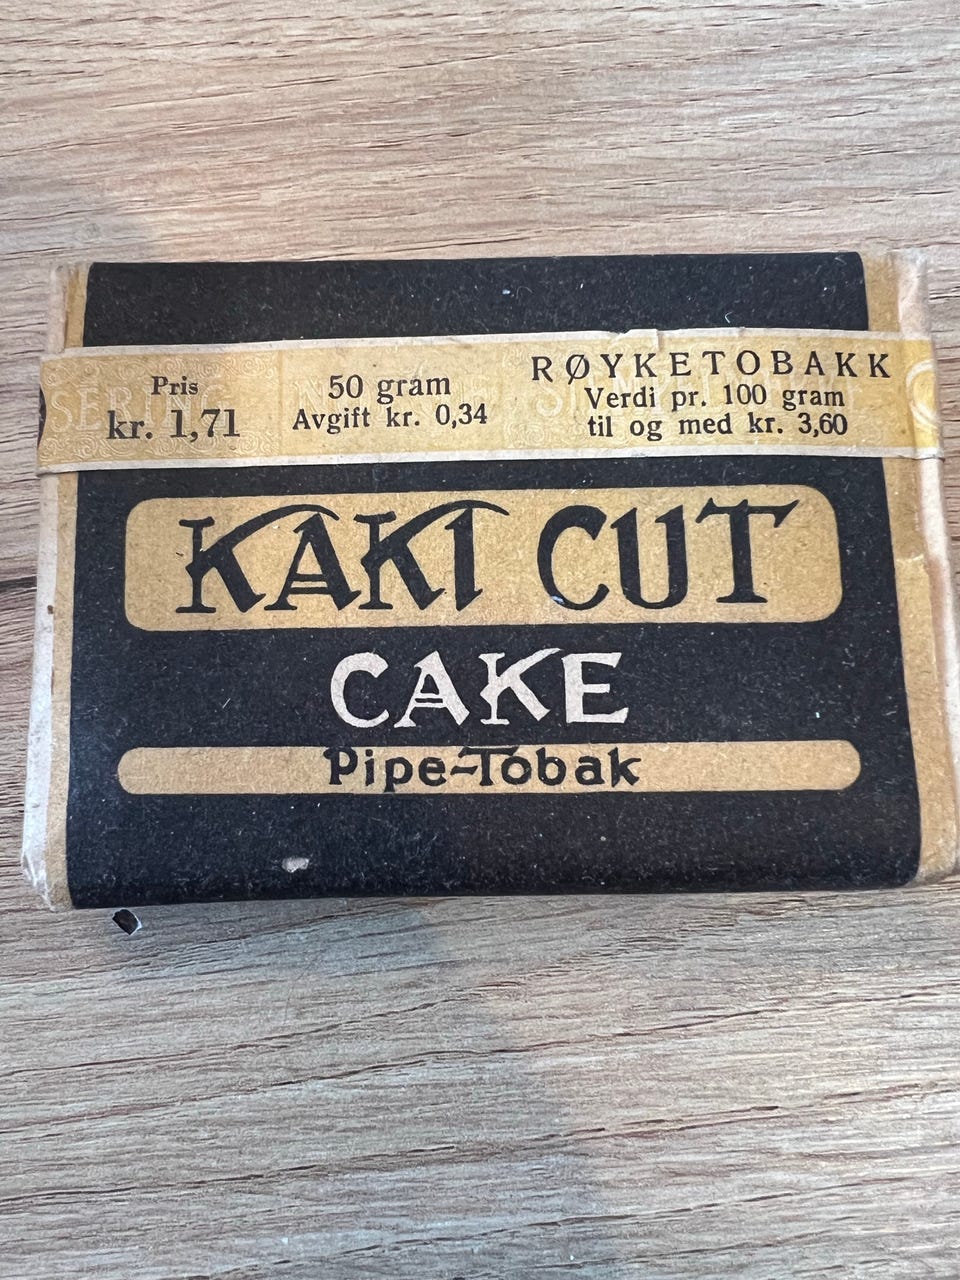 Pris
kr. 1,71
50 gram
Avgift kr. 0,34
RØYKETOBAKK
Verdi pr. 100 gram
til og med kr. 3,60
KAKI CUT
CAKE
Pipe-Tobak